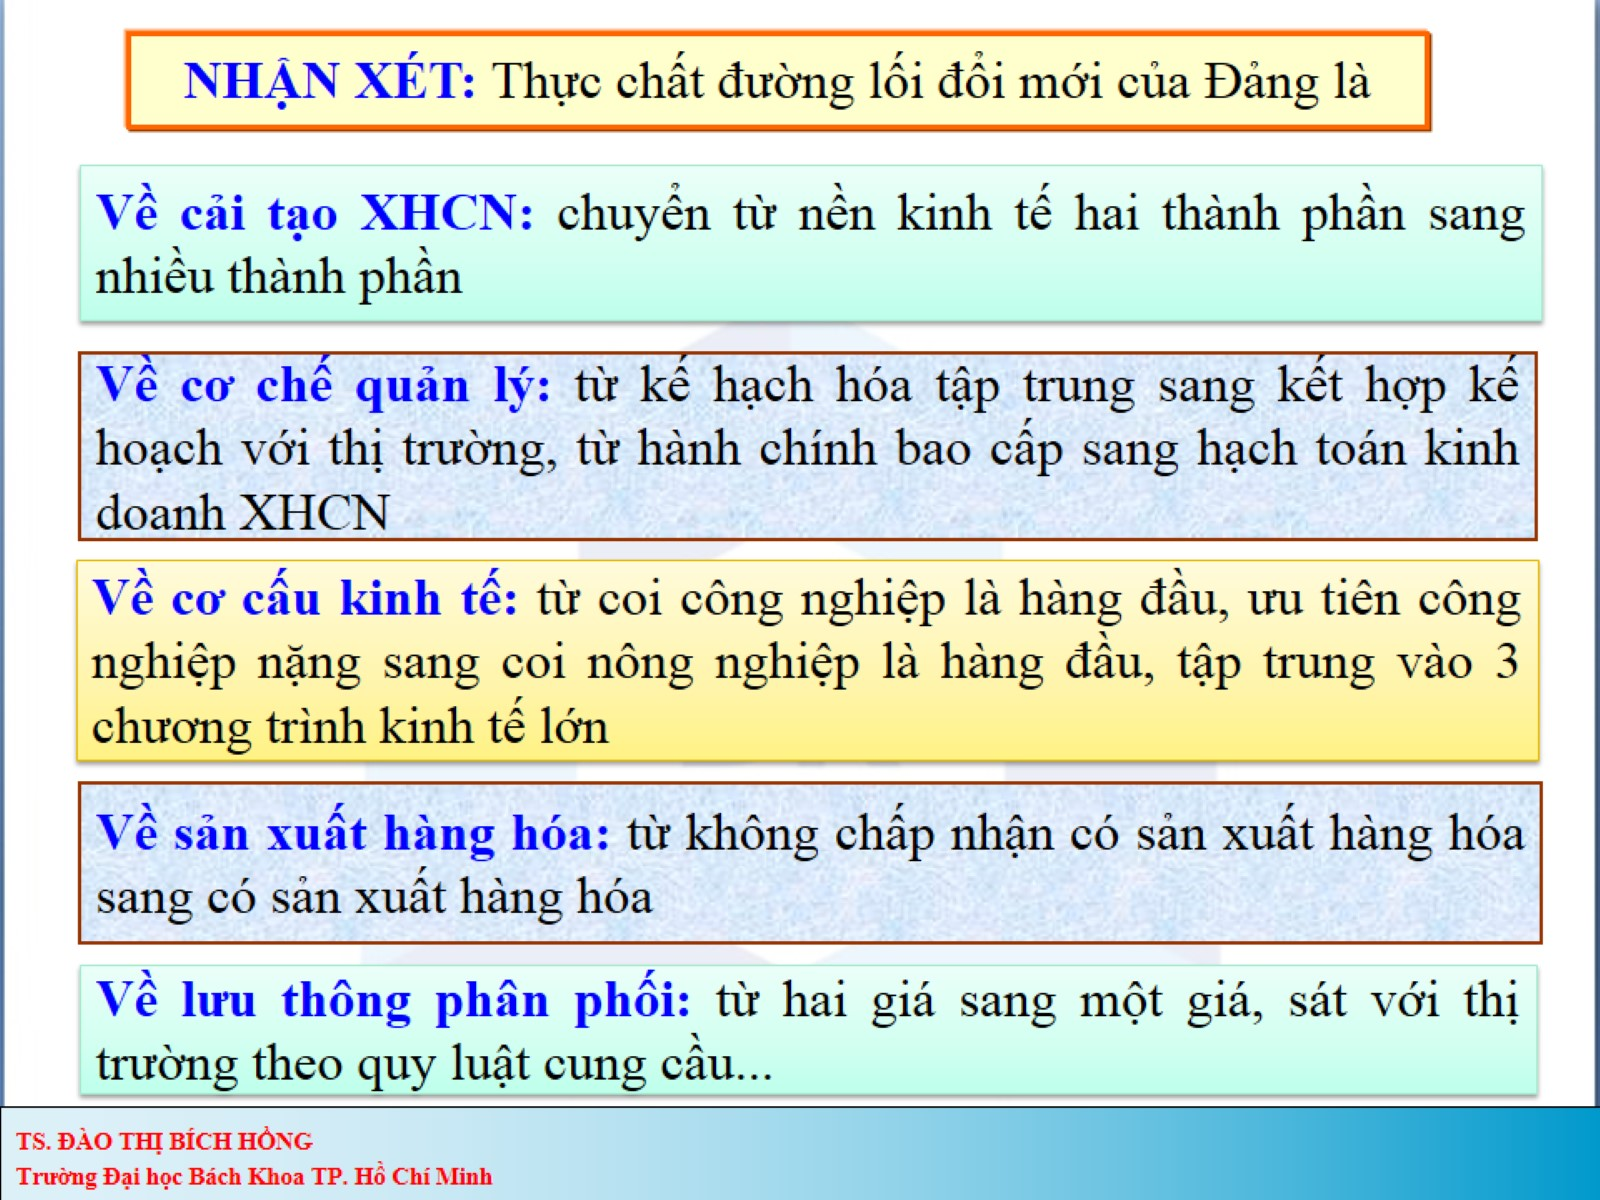 NHẬN XÉT: Thực chất đường lối đổi mới của Đảng là
Về cải tạo XHCN: chuyển từ nền kinh tế hai thành phần sang
nhiều thành phần
Về cơ chế quản lý: từ kế hạch hóa tập trung sang kết hợp kế
hoạch với thị trường, từ hành chính bao cấp sang hạch toán kinh
doanh XHCN
Về cơ cấu kinh tế: từ coi công nghiệp là hàng đầu, ưu tiên công
nghiệp nặng sang coi nông nghiệp là hàng đầu, tập trung vào 3
chương trình kinh tế lớn
Về sản xuất hàng hóa: từ không chấp nhận có sản xuất hàng hóa
sang có sản xuất hàng hóa
Về lưu thông phân phối: từ hai giá sang một giá, sát với thị
trường theo quy luật cung cầu...
TS. ĐÀO THỊ BÍCH HỒNG
Trường Đại học Bách Khoa TP. Hồ Chí Minh